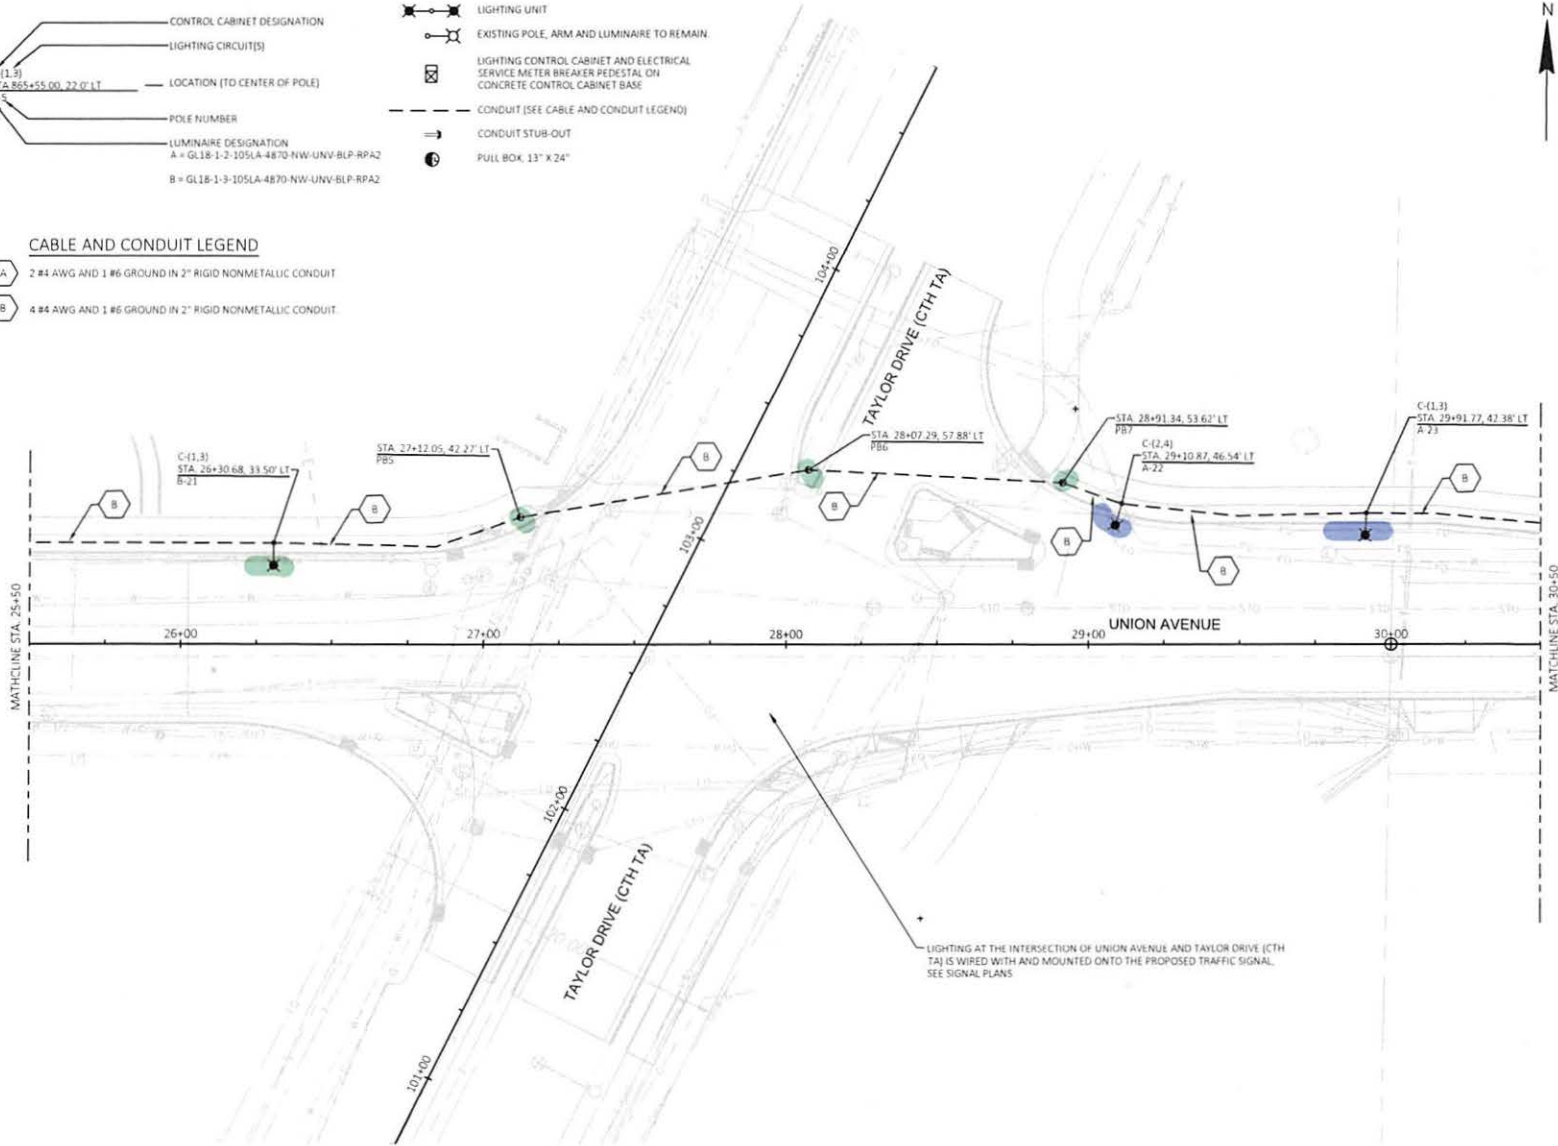 CONTROL CABINET DESIGNATION
LIGHTING CIRCUIT(S)
(1,3)
TA 865+55.00, 22.0' LT
LOCATION (TO CENTER OF POLE)
POLE NUMBER
LUMINAIRE DESIGNATION
A = GL18-1-2-105LA-4870-NW-UNV-BLP-RPA2
B = GL18-1-3-105LA-4870-NW-UNV-BLP-RPA2
LIGHTING UNIT
EXISTING POLE, ARM AND LUMINAIRE TO REMAIN.
LIGHTING CONTROL CABINET AND ELECTRICAL
SERVICE METER BREAKER PEDESTAL ON
CONCRETE CONTROL CABINET BASE
CONDUIT (SEE CABLE AND CONDUIT LEGEND)
CONDUIT STUB-OUT
PULL BOX, 13" X 24"
N
CABLE AND CONDUIT LEGEND
A
2 #4 AWG AND 1 #6 GROUND IN 2" RIGID NONMETALLIC CONDUIT
B
4 #4 AWG AND 1 #6 GROUND IN 2" RIGID NONMETALLIC CONDUIT.
104+00
TAYLOR DRIVE (CTH TA)
C-(1,3)
STA. 26+30.68, 33.50' LT
B-21
STA. 27+12.05, 42.27' LT
PB5
STA. 28+07.29, 57.88' LT
PB6
STA. 28+91.34, 53.62' LT
PB7
C-(2,4)
STA. 29+10.87, 46.54' LT
A-22
C-(1,3)
STA. 29+91.77, 42.38' LT
A-23
B
B
B
B
B
B
B
103+00
MATHCLINE STA. 25+50
26+00
27+00
28+00
29+00
30+00
UNION AVENUE
MATCHLINE STA. 30+50
102+00
TAYLOR DRIVE (CTH TA)
101+00
LIGHTING AT THE INTERSECTION OF UNION AVENUE AND TAYLOR DRIVE (CTH
TA) IS WIRED WITH AND MOUNTED ONTO THE PROPOSED TRAFFIC SIGNAL.
SEE SIGNAL PLANS